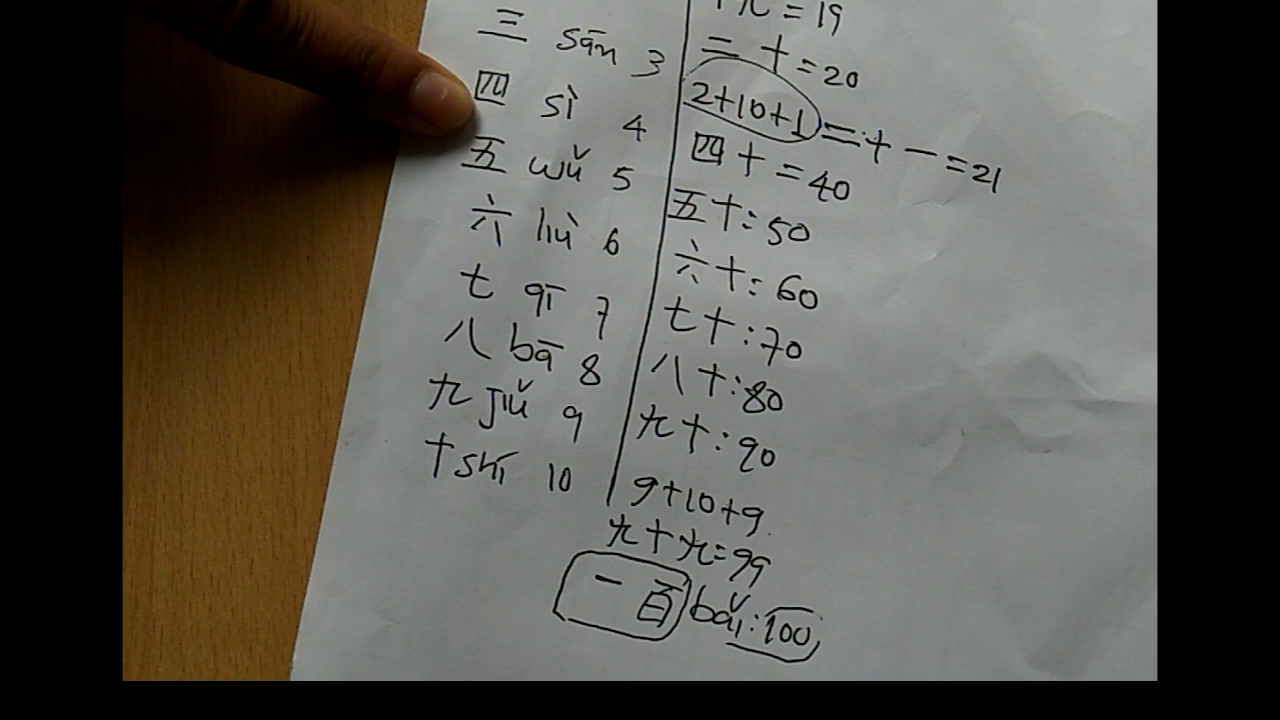 三 sān 3
四 sì 4
五 wǔ 5
六 liù 6
七 qī 7
八 bā 8
九 jiǔ 9
十 shí 10
十九=19
二十=20
2+10+1 二十一=21
四十=40
五十:50
六十:60
七十:70
八十:80
九十:90
9+10+9
九十九=99
一百 bǎi:100